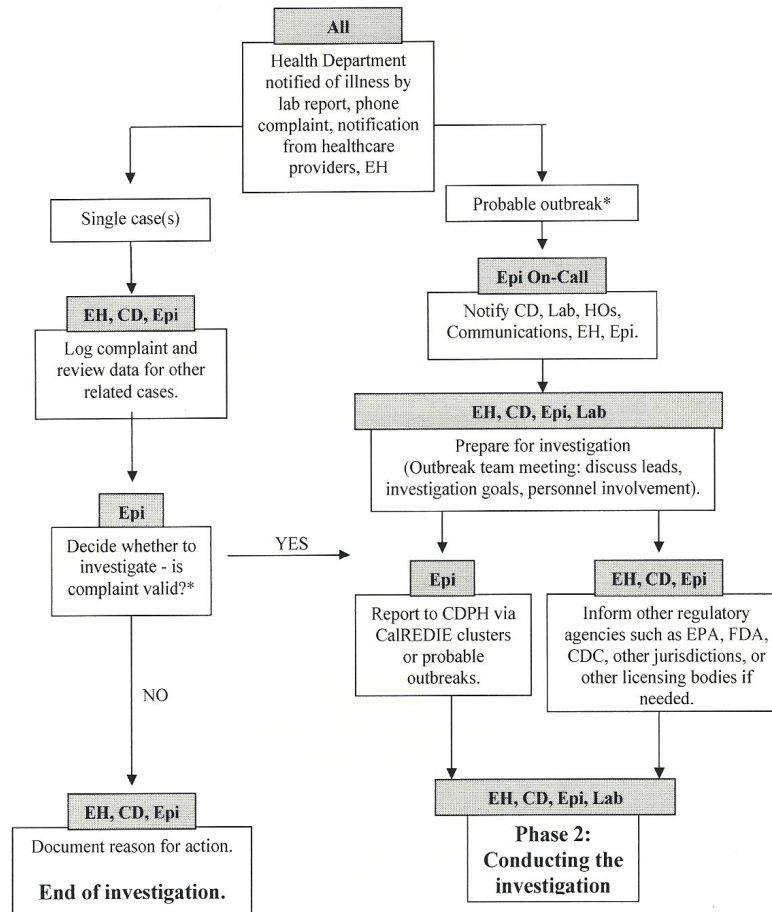 All
Health Department
notified of illness by
lab report, phone
complaint, notification
from healthcare
providers, EH
Single case(s)
Probable outbreak*
Epi On-Call
Notify CD, Lab, HOs,
Communications, EH, Epi.
EH, CD, Epi
Log complaint and
review data for other
related cases.
EH, CD, Epi, Lab
Prepare for investigation
(Outbreak team meeting: discuss leads,
investigation goals, personnel involvement).
Epi
Decide whether to
investigate - is
complaint valid?*
YES
NO
Epi
Report to CDPH via
CalREDIE clusters
or probable
outbreaks.
EH, CD, Epi
Inform other regulatory
agencies such as EPA, FDA,
CDC, other jurisdictions, or
other licensing bodies if
needed.
EH, CD, Epi
Document reason for action.
End of investigation.
EH, CD, Epi, Lab
Phase 2:
Conducting the
investigation